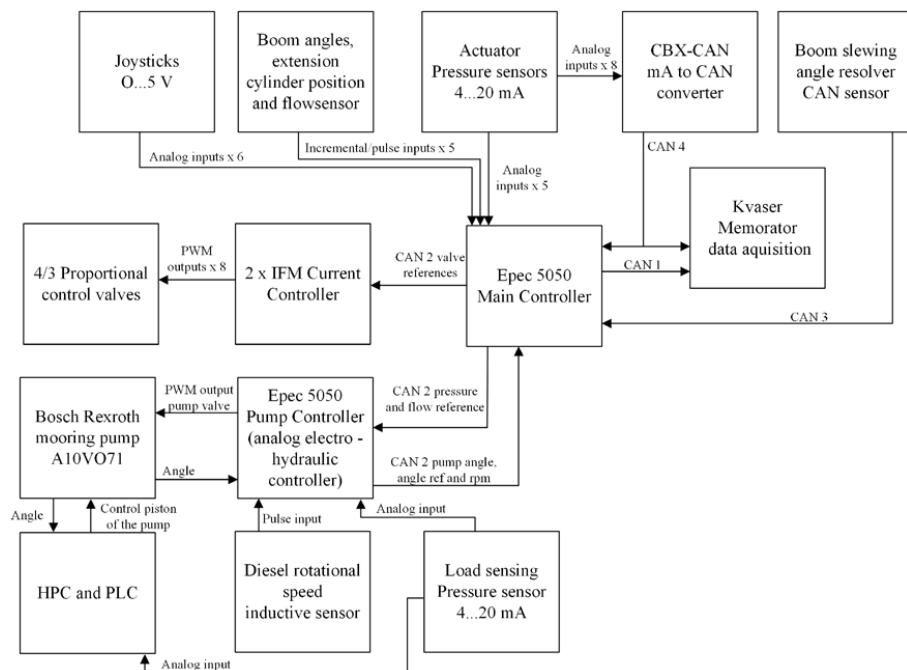 Joysticks
O...5 V
Boom angles,
extension
cylinder position
and flowsensor
Actuator
Pressure sensors
4...20 mA
Analog
inputs x 8
CBX-CAN
mA to CAN
converter
Boom slewing
angle resolver
CAN sensor
Analog inputs x 6
Incremental/pulse inputs x 5
Analog
inputs x 5
CAN 4
Kvaser
Memorator
data aquisition
4/3 Proportional
control valves
PWM
outputs x 8
2 x IFM Current
Controller
CAN 2 valve
references
Epec 5050
Main Controller
CAN 1
CAN 3
Bosch Rexroth
mooring pump
A10VO71
PWM output
pump valve
Angle
Epec 5050
Pump Controller
(analog electro -
hydraulic
controller)
CAN 2 pressure
and flow reference
CAN 2 pump angle,
angle ref and rpm
Angle
Control piston
of the pump
Pulse input
Analog input
HPC and PLC
Diesel rotational
speed
inductive sensor
Load sensing
Pressure sensor
4...20 mA
Analog input